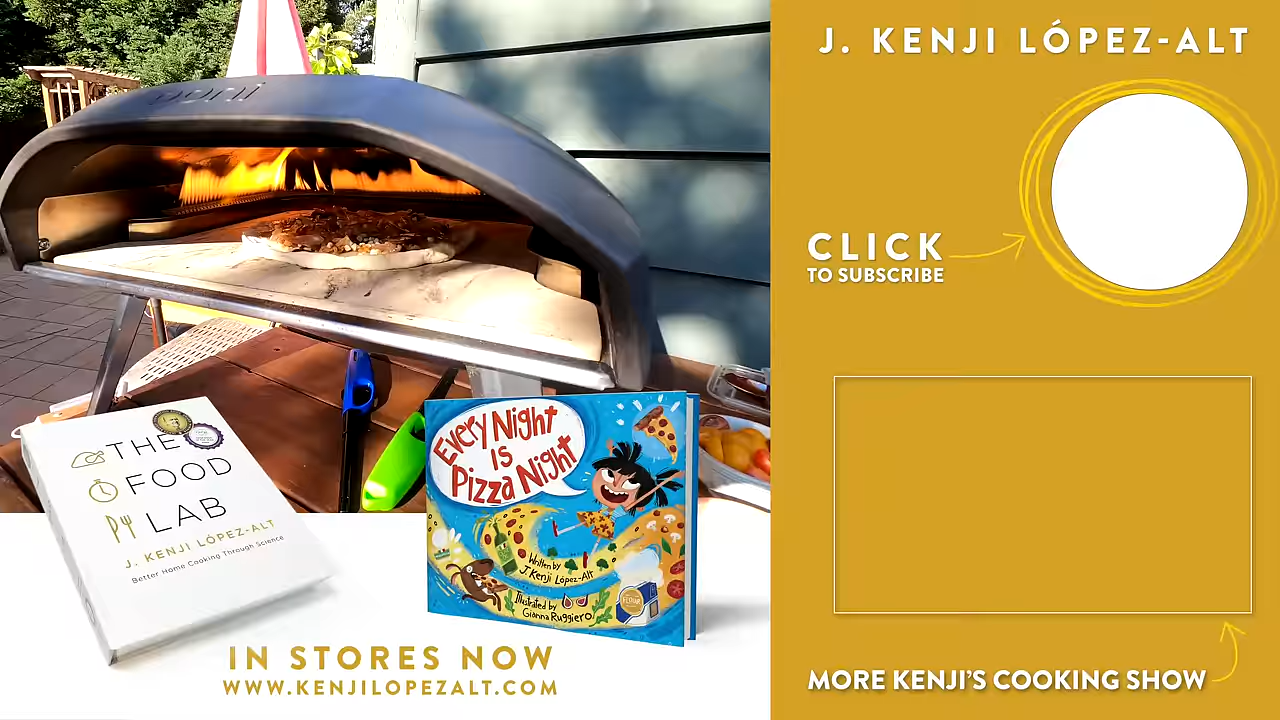 J. KENJI LÓPEZ-ALT
ooni
CLICK
TO SUBSCRIBE
THE
FOOD
LAB
J. KENJI LÓPEZ-ALT
Better Home Cooking Through Science
Every Night
Is
Pizza Night
Written by
J. Kenji López-Alt
Illustrated by
Gianna Ruggiero
FLOUR
IN STORES NOW
WWW.KENJILOPEZALT.COM
MORE KENJI'S COOKING SHOW